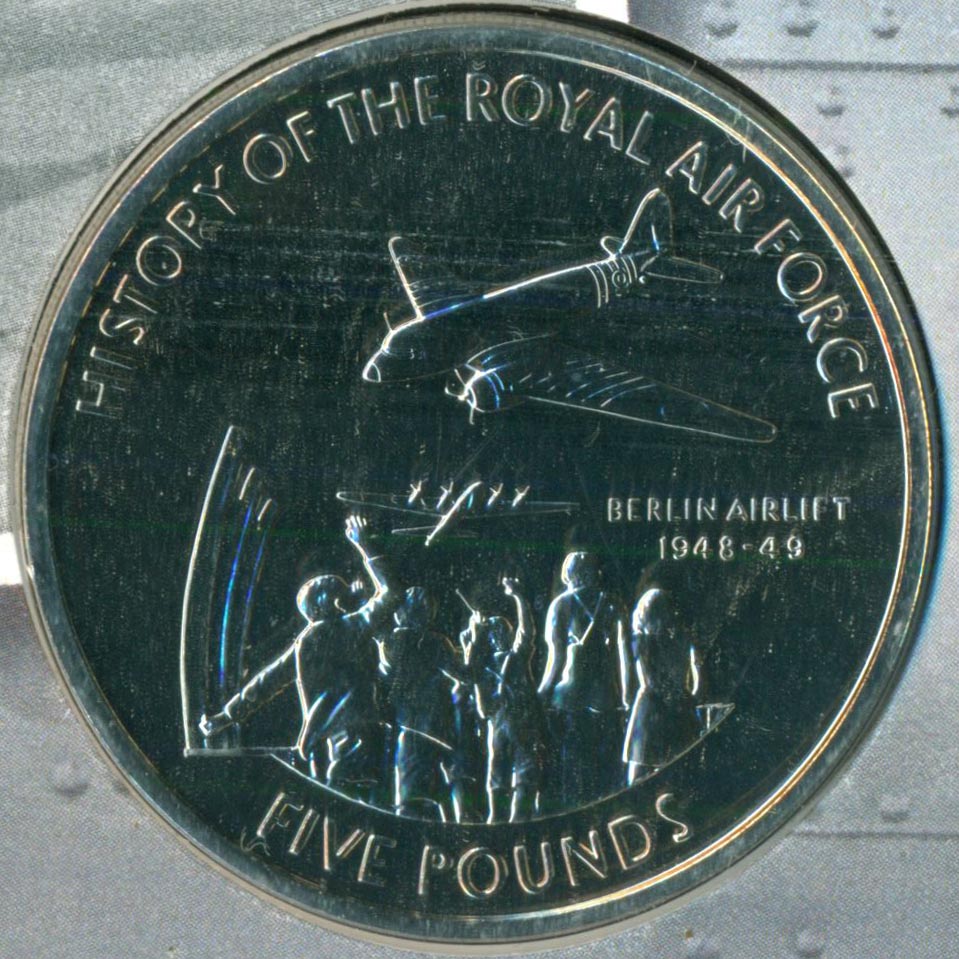 HISTORY OF THE ROYAL AIR FORCE
BERLIN AIRLIFT
1948-49
FIVE POUNDS